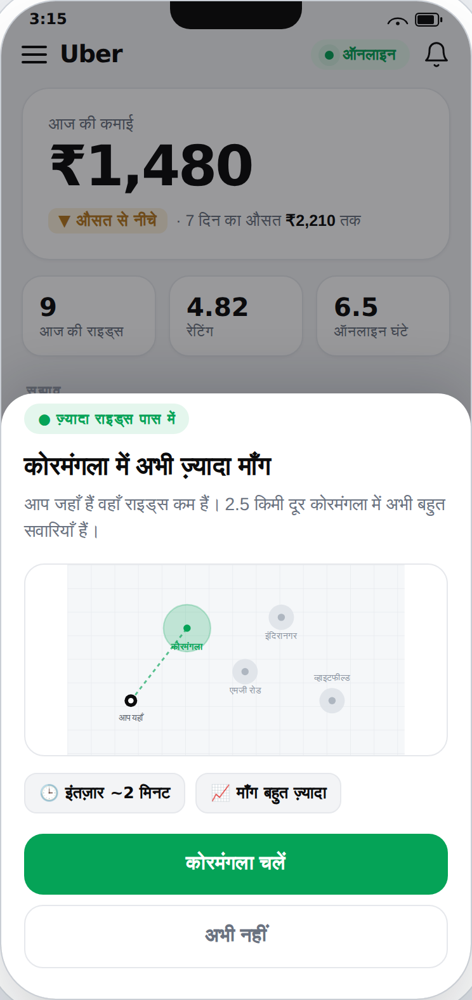 3:15
Uber
ऑनलाइन
आज की कमाई
₹1,480
▼ औसत से नीचे · 7 दिन का औसत ₹2,210 तक
9 4.82 6.5
आज की राइड्स रेटिंग ऑनलाइन घंटे
सुझाव
● ज़्यादा राइड्स पास में
कोरमंगला में अभी ज़्यादा माँग
आप जहाँ हैं वहाँ राइड्स कम हैं। 2.5 किमी दूर कोरमंगला में अभी बहुत
सवारियाँ हैं।
इंदिरानगर
कोरमंगला
व्हाइटफील्ड
एमजी रोड
आप यहाँ
🕒 इंतज़ार ~2 मिनट
📈 माँग बहुत ज़्यादा
कोरमंगला चलें
अभी नहीं